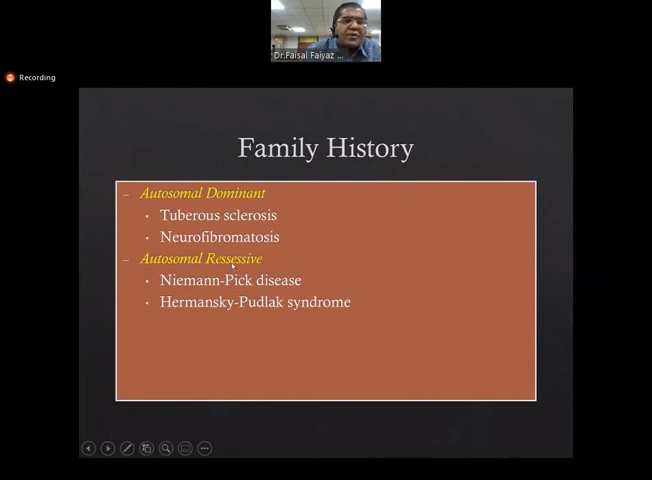 Dr.Faisal Faiyaz ...
Recording
Family History
– Autosomal Dominant
• Tuberous sclerosis
• Neurofibromatosis
– Autosomal Ressessive
• Niemann-Pick disease
• Hermansky-Pudlak syndrome